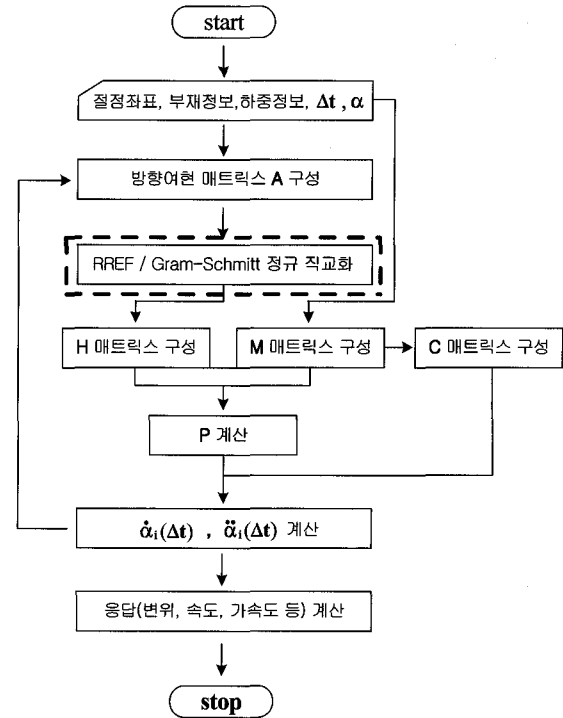 start
절정좌표, 부재정보,하중정보, Δt , α
방향여현 매트릭스 A 구성
RREF / Gram-Schmitt 정규 직교화
H 매트릭스 구성
M 매트릭스 구성
C 매트릭스 구성
P 계산
α̇ᵢ(Δt) , α̈ᵢ(Δt) 계산
응답(변위, 속도, 가속도 등) 계산
stop